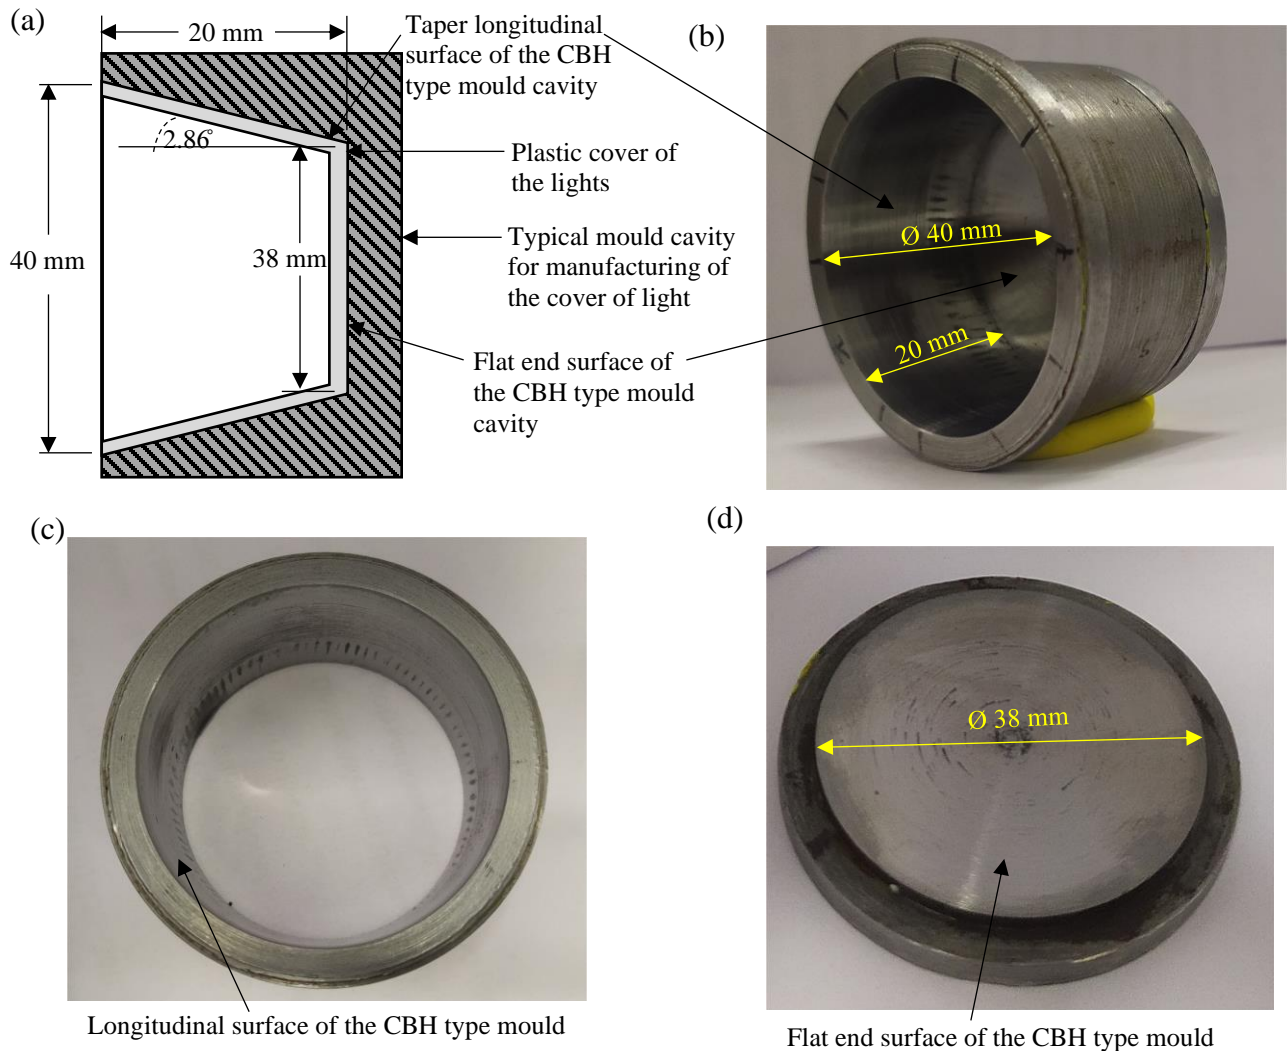 (a)
20 mm
2.86°
40 mm
38 mm
Taper longitudinal
surface of the CBH
type mould cavity
Plastic cover of
the lights
Typical mould cavity
for manufacturing of
the cover of light
Flat end surface of
the CBH type mould
cavity
(b)
Ø 40 mm
20 mm
(c)
Longitudinal surface of the CBH type mould
(d)
Ø 38 mm
Flat end surface of the CBH type mould